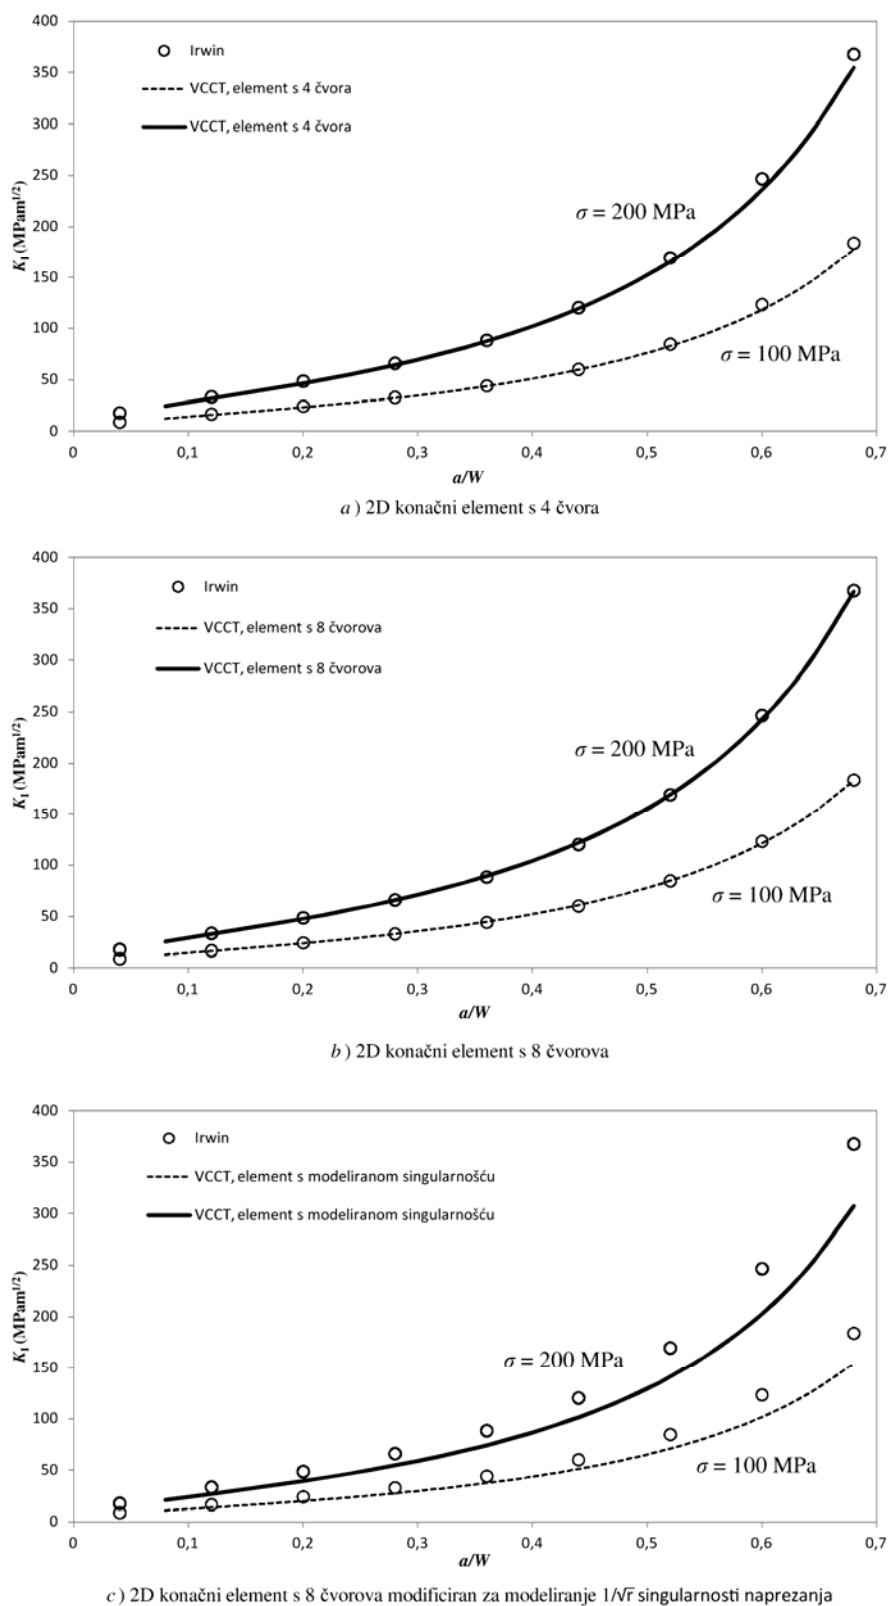 400
350
300
250
200
150
100
50
0
K_I (MPam^1/2)
Irwin
VCCT, element s 4 čvora
VCCT, element s 4 čvora
σ = 200 MPa
σ = 100 MPa
0 0,1 0,2 0,3 0,4 0,5 0,6 0,7
a/W
a ) 2D konačni element s 4 čvora
400
350
300
250
200
150
100
50
0
K_I (MPam^1/2)
Irwin
VCCT, element s 8 čvorova
VCCT, element s 8 čvorova
σ = 200 MPa
σ = 100 MPa
0 0,1 0,2 0,3 0,4 0,5 0,6 0,7
a/W
b ) 2D konačni element s 8 čvorova
400
350
300
250
200
150
100
50
0
K_I (MPam^1/2)
Irwin
VCCT, element s modeliranom singularnošću
VCCT, element s modeliranom singularnošću
σ = 200 MPa
σ = 100 MPa
0 0,1 0,2 0,3 0,4 0,5 0,6 0,7
a/W
c ) 2D konačni element s 8 čvorova modificiran za modeliranje 1/√r singularnosti naprezanja